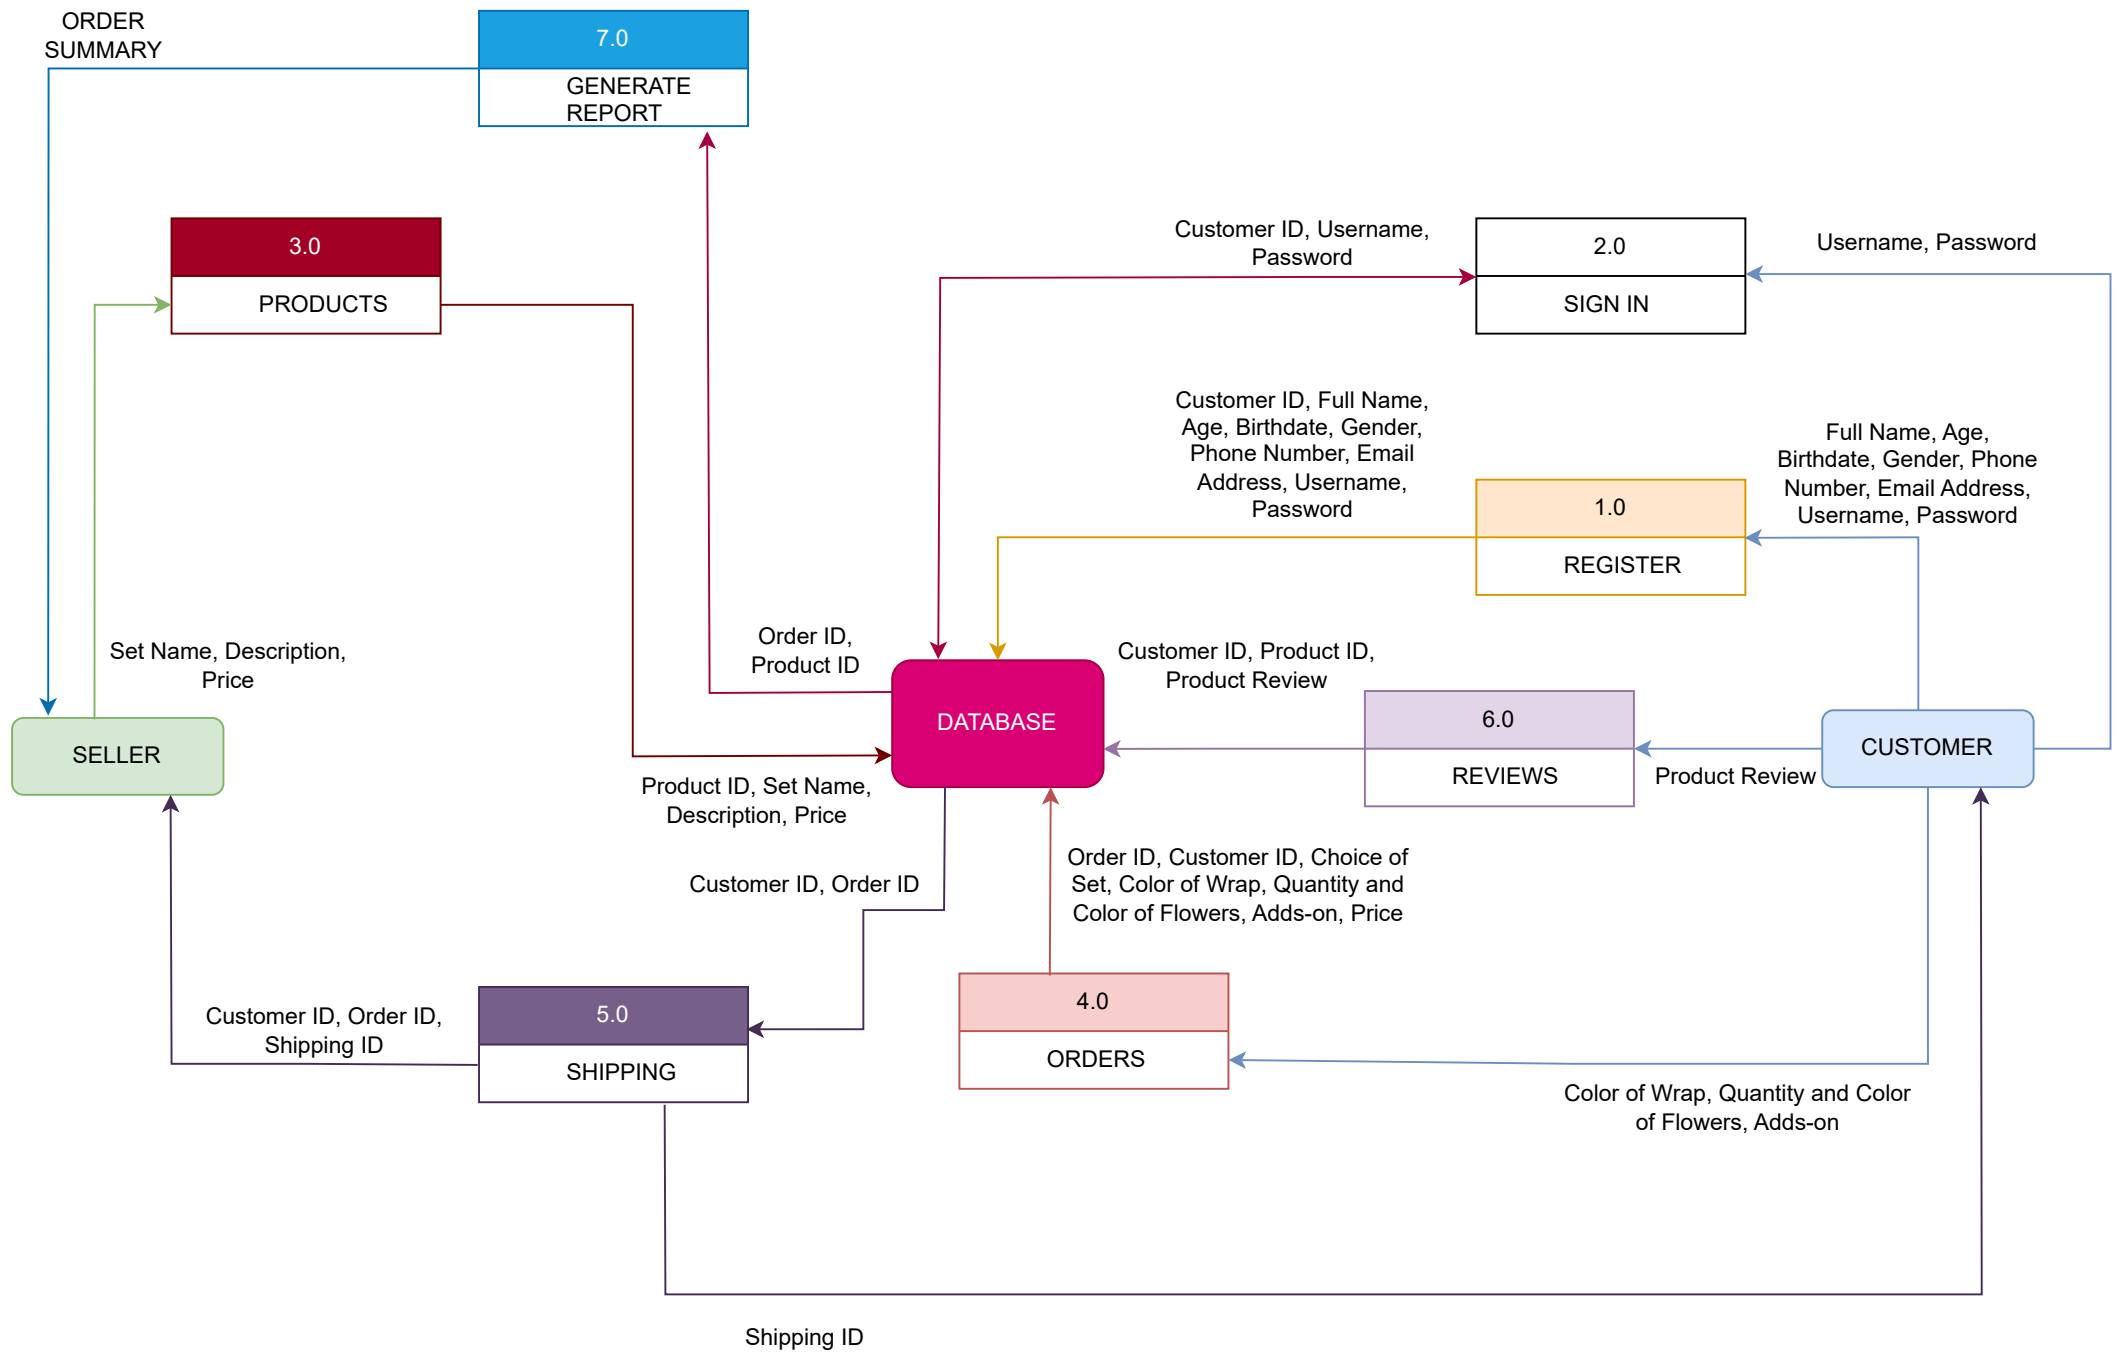 ORDER
SUMMARY
7.0
GENERATE
REPORT
3.0
PRODUCTS
Customer ID, Username,
Password
2.0
SIGN IN
Username, Password
Customer ID, Full Name,
Age, Birthdate, Gender,
Phone Number, Email
Address, Username,
Password
1.0
REGISTER
Full Name, Age,
Birthdate, Gender, Phone
Number, Email Address,
Username, Password
Set Name, Description,
Price
Order ID,
Product ID
Customer ID, Product ID,
Product Review
SELLER
DATABASE
6.0
REVIEWS
Product Review
CUSTOMER
Product ID, Set Name,
Description, Price
Customer ID, Order ID
Order ID, Customer ID, Choice of
Set, Color of Wrap, Quantity and
Color of Flowers, Adds-on, Price
Customer ID, Order ID,
Shipping ID
5.0
SHIPPING
4.0
ORDERS
Color of Wrap, Quantity and Color
of Flowers, Adds-on
Shipping ID